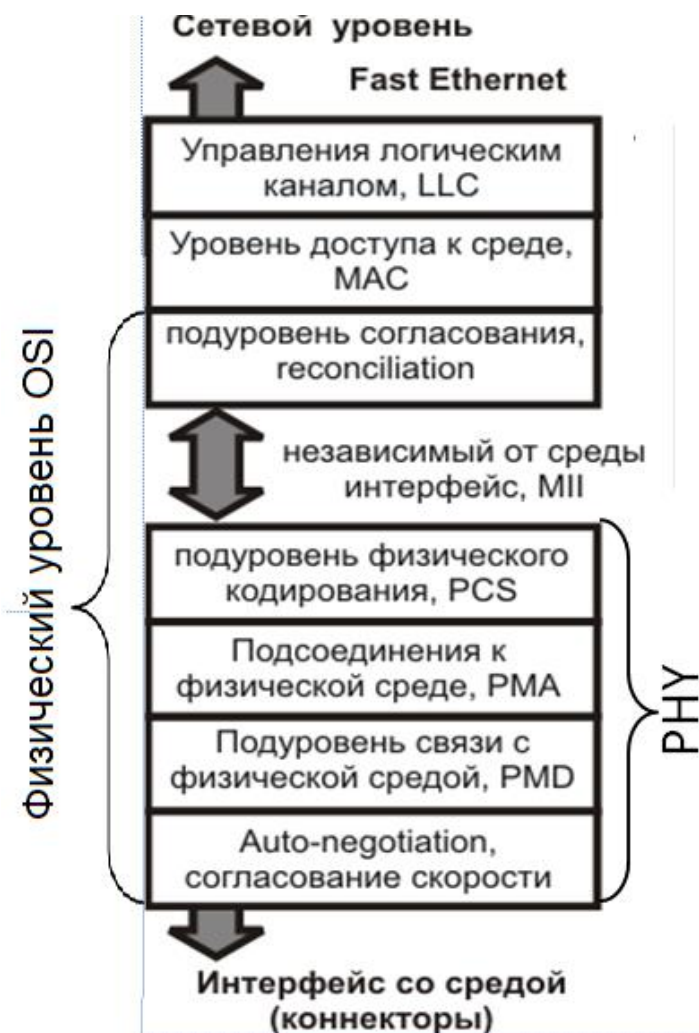 Сетевой уровень
Fast Ethernet
Управления логическим
каналом, LLC
Уровень доступа к среде,
MAC
подуровень согласования,
reconciliation
независимый от среды
интерфейс, MII
подуровень физического
кодирования, PCS
Подсоединения к
физической среде, PMA
Подуровень связи с
физической средой, PMD
Auto-negotiation,
согласование скорости
Интерфейс со средой
(коннекторы)
Физический уровень OSI
PHY